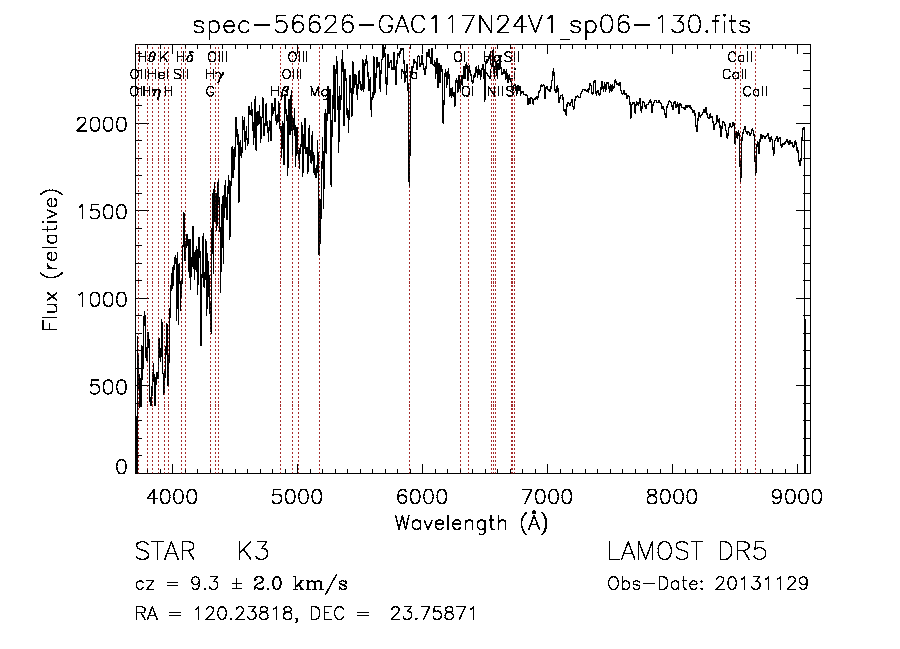 spec-56626-GAC117N24V1_sp06-130.fits
Hθ K Hδ OIII OIII OI Hα SII CaII
OII HeI SII Hγ OIII Na NII CaII
OII Hη H G Hβ Mg OI NII SII CaII
2000
1500
1000
500
0
Flux (relative)
4000 5000 6000 7000 8000 9000
Wavelength (Å)
STAR K3 LAMOST DR5
cz = 9.3 ± 2.0 km/s Obs-Date: 20131129
RA = 120.23818, DEC = 23.75871